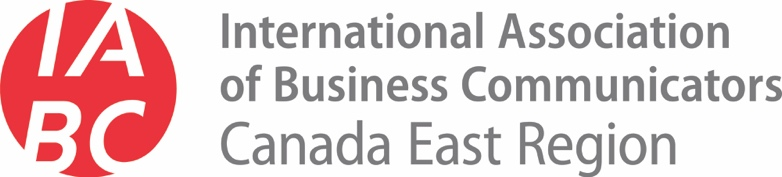 IA
BC
International Association
of Business Communicators
Canada East Region